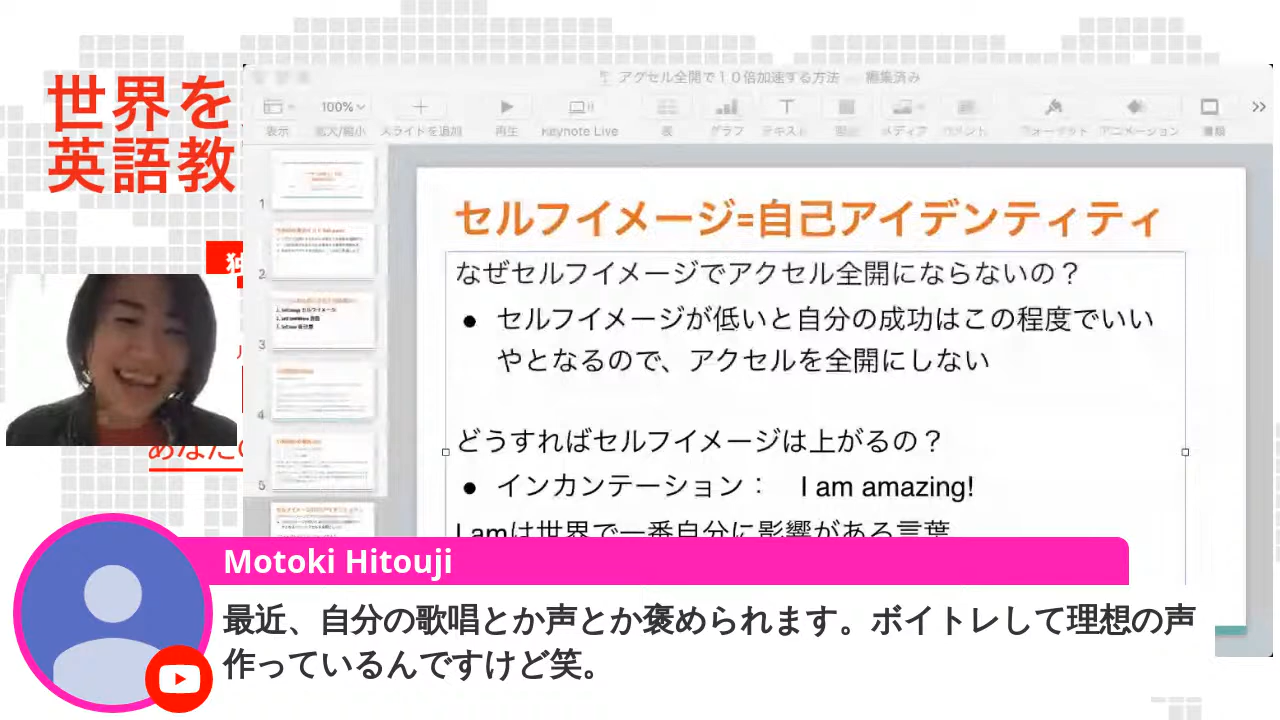 世界を
英語教
アクセル全開で１０倍加速する方法 — 編集済み
100%
表示
拡大/縮小
スライドを追加
再生
Keynote Live
表
グラフ
テキスト
図形
メディア
コメント
フォーマット
アニメーション
書類
1
2
3
4
5
セルフイメージ=自己アイデンティティ
なぜセルフイメージでアクセル全開にならないの？
● セルフイメージが低いと自分の成功はこの程度でいい
やとなるので、アクセルを全開にしない
どうすればセルフイメージは上がるの？
● インカンテーション： I am amazing!
I amは世界で一番自分に影響がある言葉
あなた
Motoki Hitouji
最近、自分の歌唱とか声とか褒められます。ボイトレして理想の声
作っているんですけど笑。